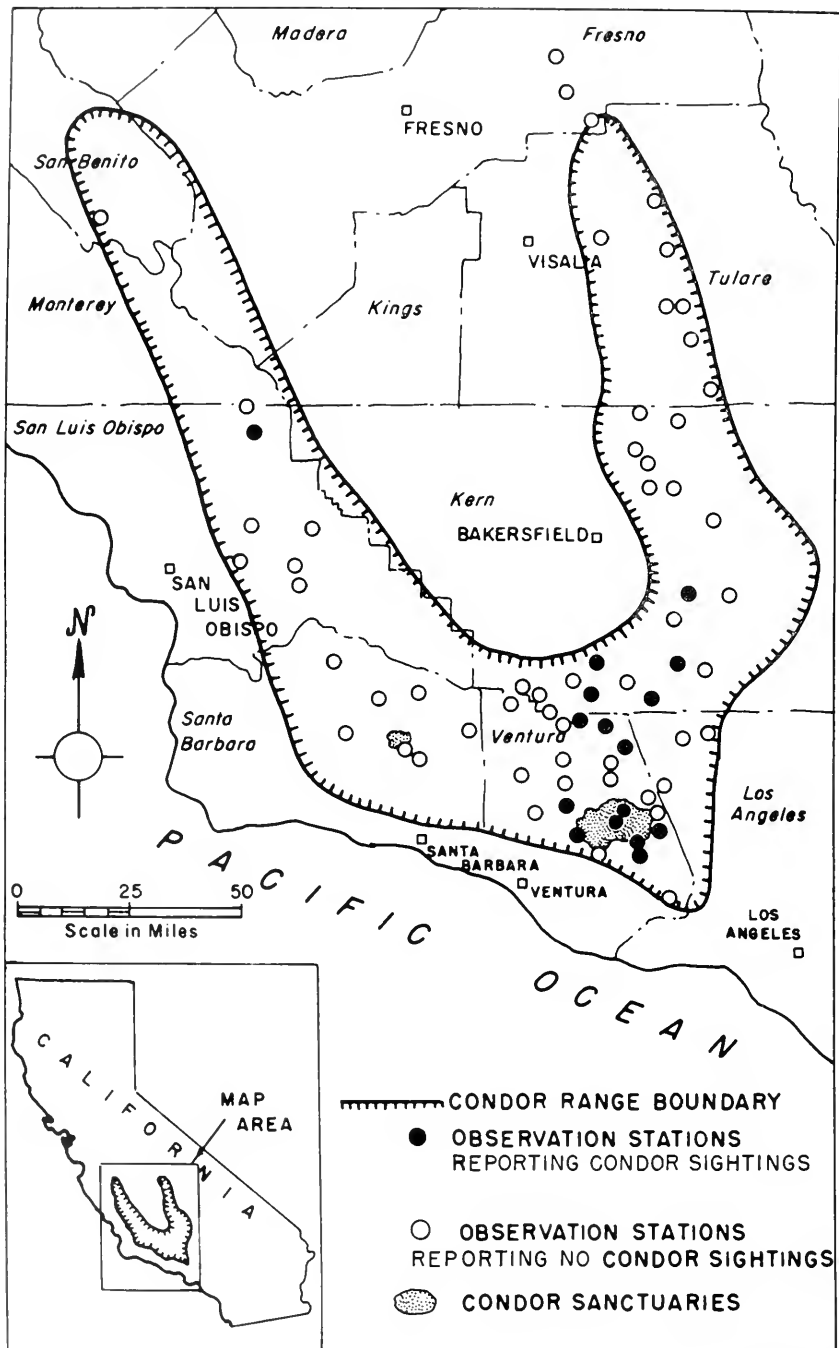 Madera
Fresno
FRESNO
San Benito
VISALIA
Tulare
Monterey
Kings
San Luis Obispo
Kern
BAKERSFIELD
SAN
LUIS
OBISPO
N
Santa
Barbara
Ventura
Los
Angeles
SANTA
BARBARA
VENTURA
LOS
ANGELES
PACIFIC
OCEAN
0 25 50
Scale in Miles
CALIFORNIA
MAP
AREA
CONDOR RANGE BOUNDARY
OBSERVATION STATIONS
REPORTING CONDOR SIGHTINGS
OBSERVATION STATIONS
REPORTING NO CONDOR SIGHTINGS
CONDOR SANCTUARIES